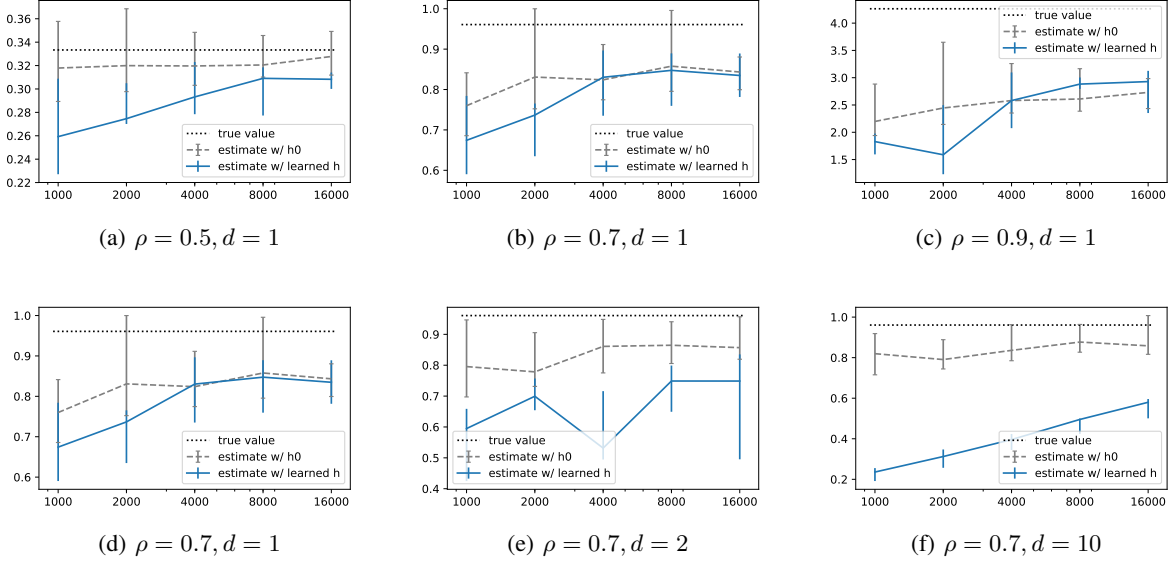 0.36
0.34
0.32
0.30
0.28
0.26
0.24
0.22
1000 2000 4000 8000 16000
true value
estimate w/ h0
estimate w/ learned h
(a) ρ = 0.5, d = 1
1.0
0.9
0.8
0.7
0.6
1000 2000 4000 8000 16000
true value
estimate w/ h0
estimate w/ learned h
(b) ρ = 0.7, d = 1
4.0
3.5
3.0
2.5
2.0
1.5
1000 2000 4000 8000 16000
true value
estimate w/ h0
estimate w/ learned h
(c) ρ = 0.9, d = 1
1.0
0.9
0.8
0.7
0.6
1000 2000 4000 8000 16000
true value
estimate w/ h0
estimate w/ learned h
(d) ρ = 0.7, d = 1
0.9
0.8
0.7
0.6
0.5
0.4
1000 2000 4000 8000 16000
true value
estimate w/ h0
estimate w/ learned h
(e) ρ = 0.7, d = 2
1.0
0.8
0.6
0.4
0.2
1000 2000 4000 8000 16000
true value
estimate w/ h0
estimate w/ learned h
(f) ρ = 0.7, d = 10